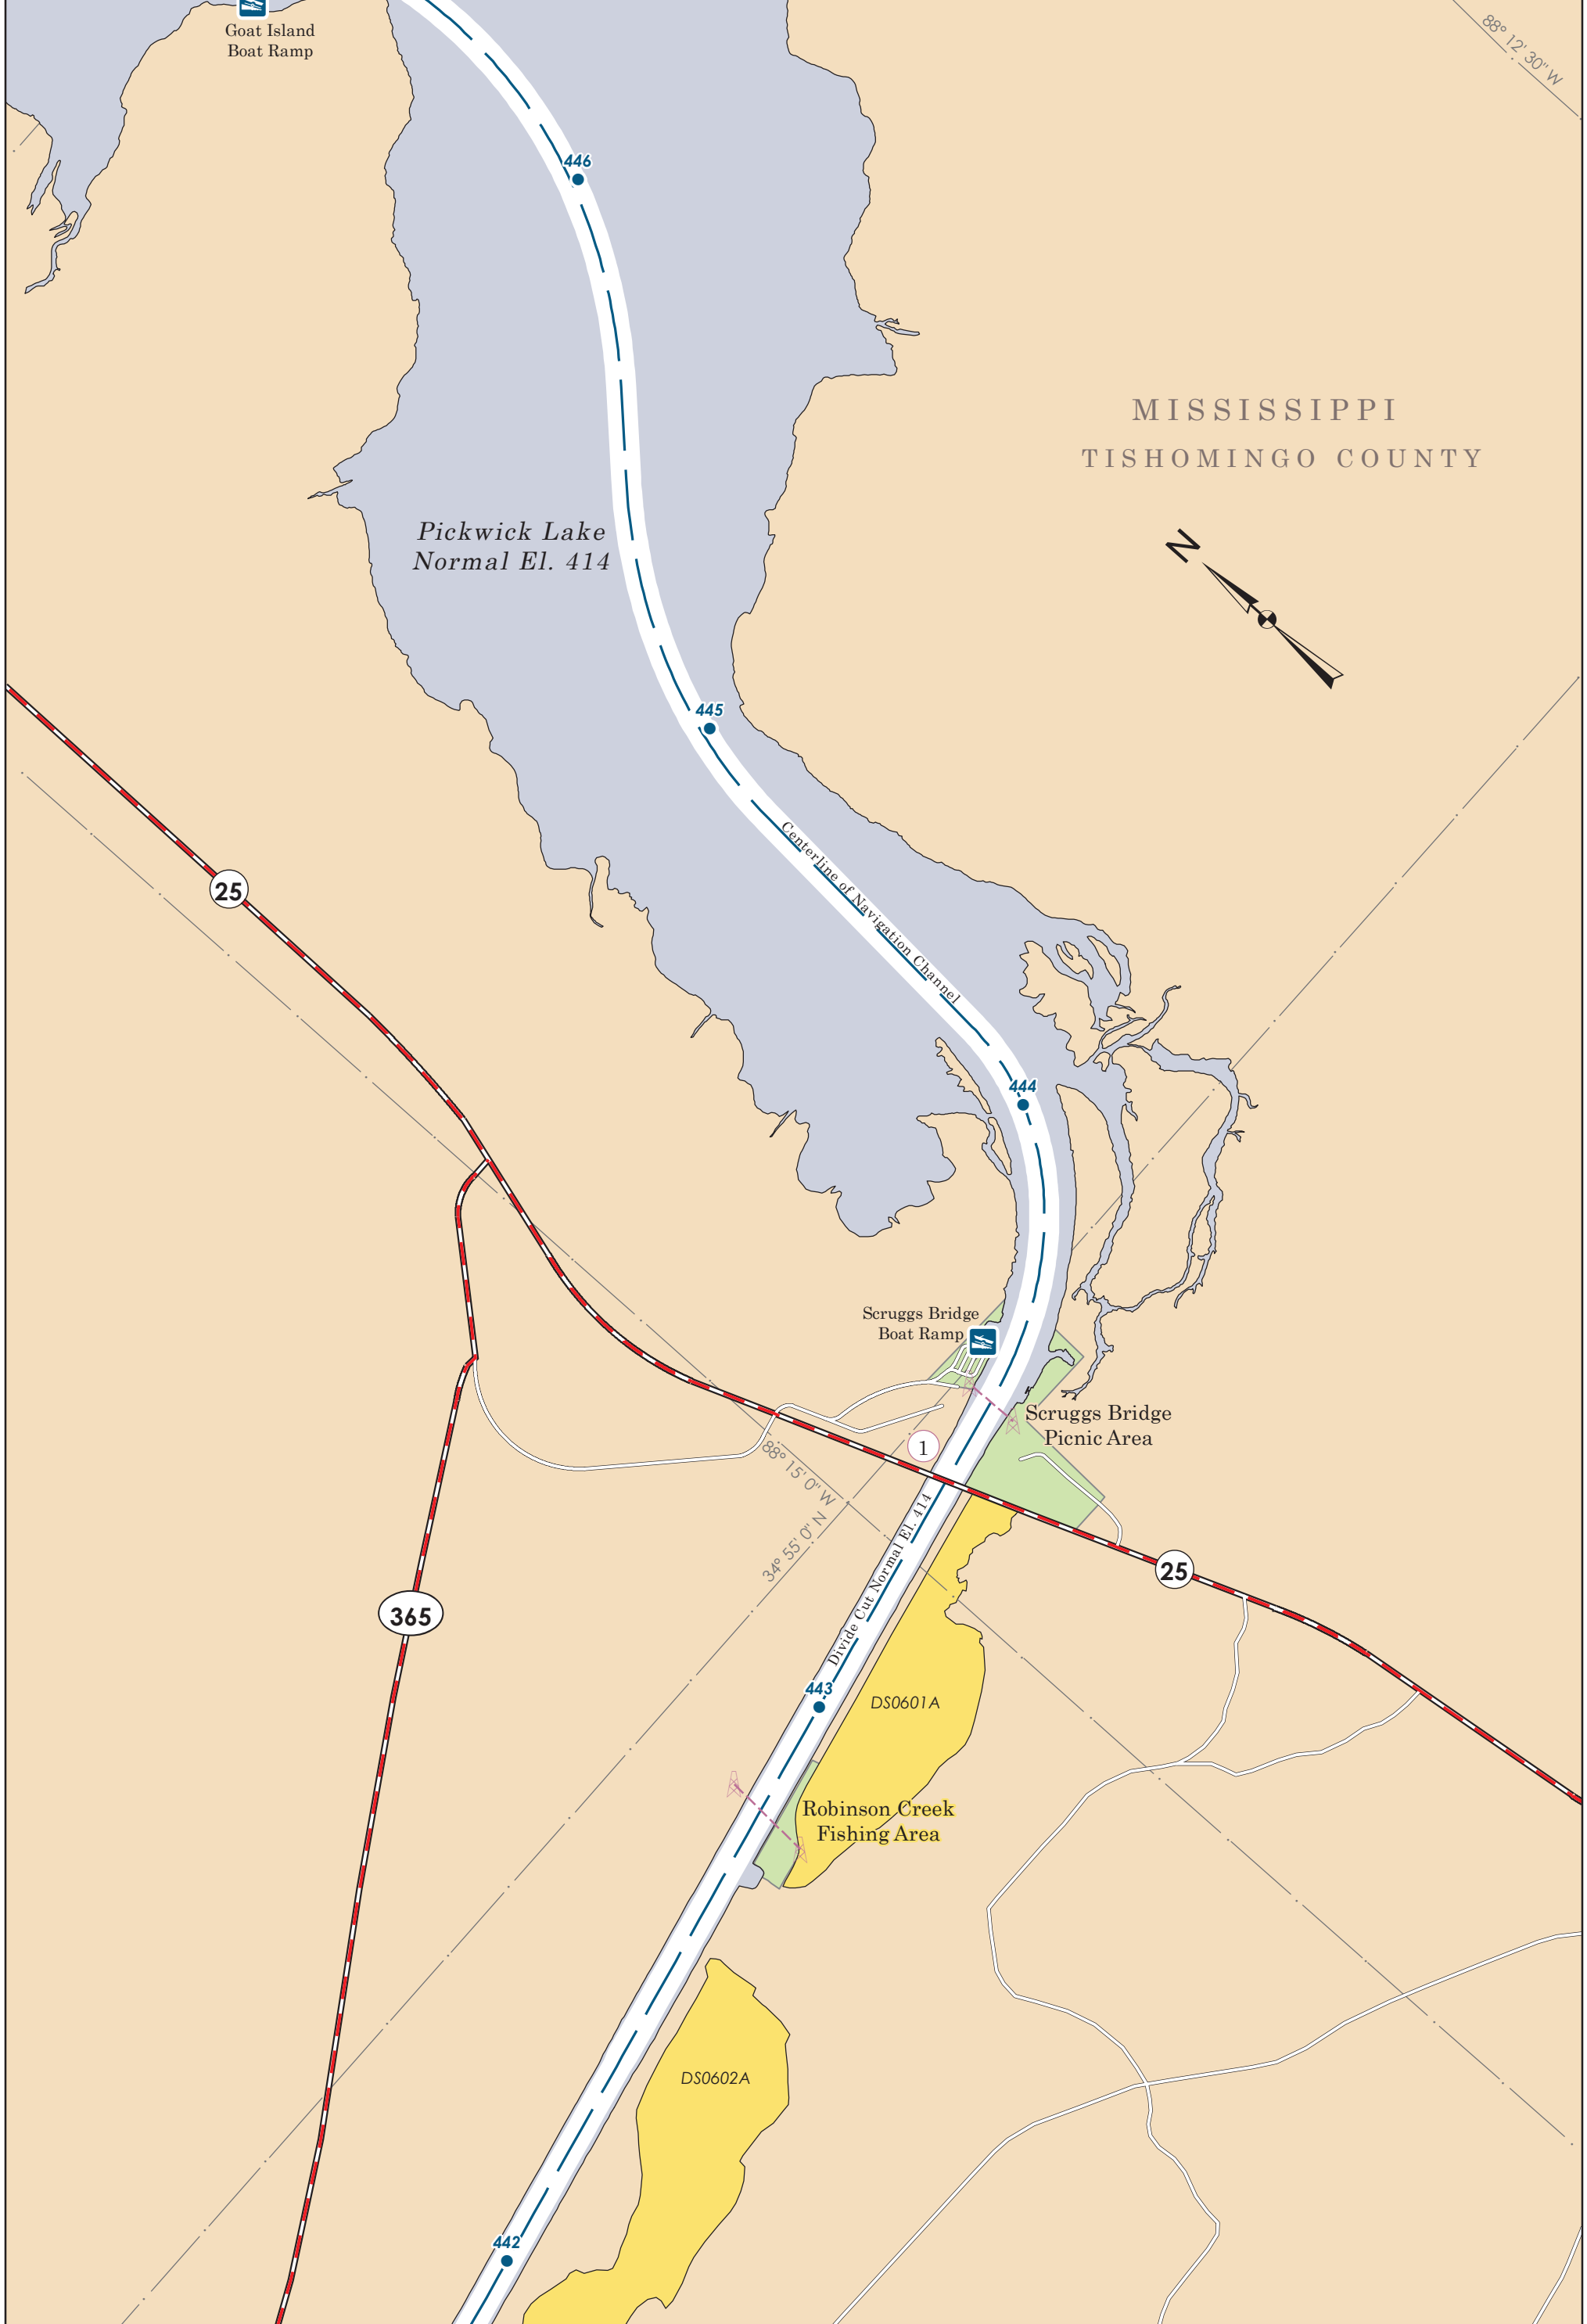 Goat Island
Boat Ramp
88° 12' 30" W
446
MISSISSIPPI
TISHOMINGO COUNTY
Pickwick Lake
Normal El. 414
N
445
25
Centerline of Navigation Channel
444
Scruggs Bridge
Boat Ramp
Scruggs Bridge
Picnic Area
1
88° 15' 0" W
34° 55' 0" N
Divide Cut Normal El. 414
25
365
443
DS0601A
Robinson Creek
Fishing Area
DS0602A
442